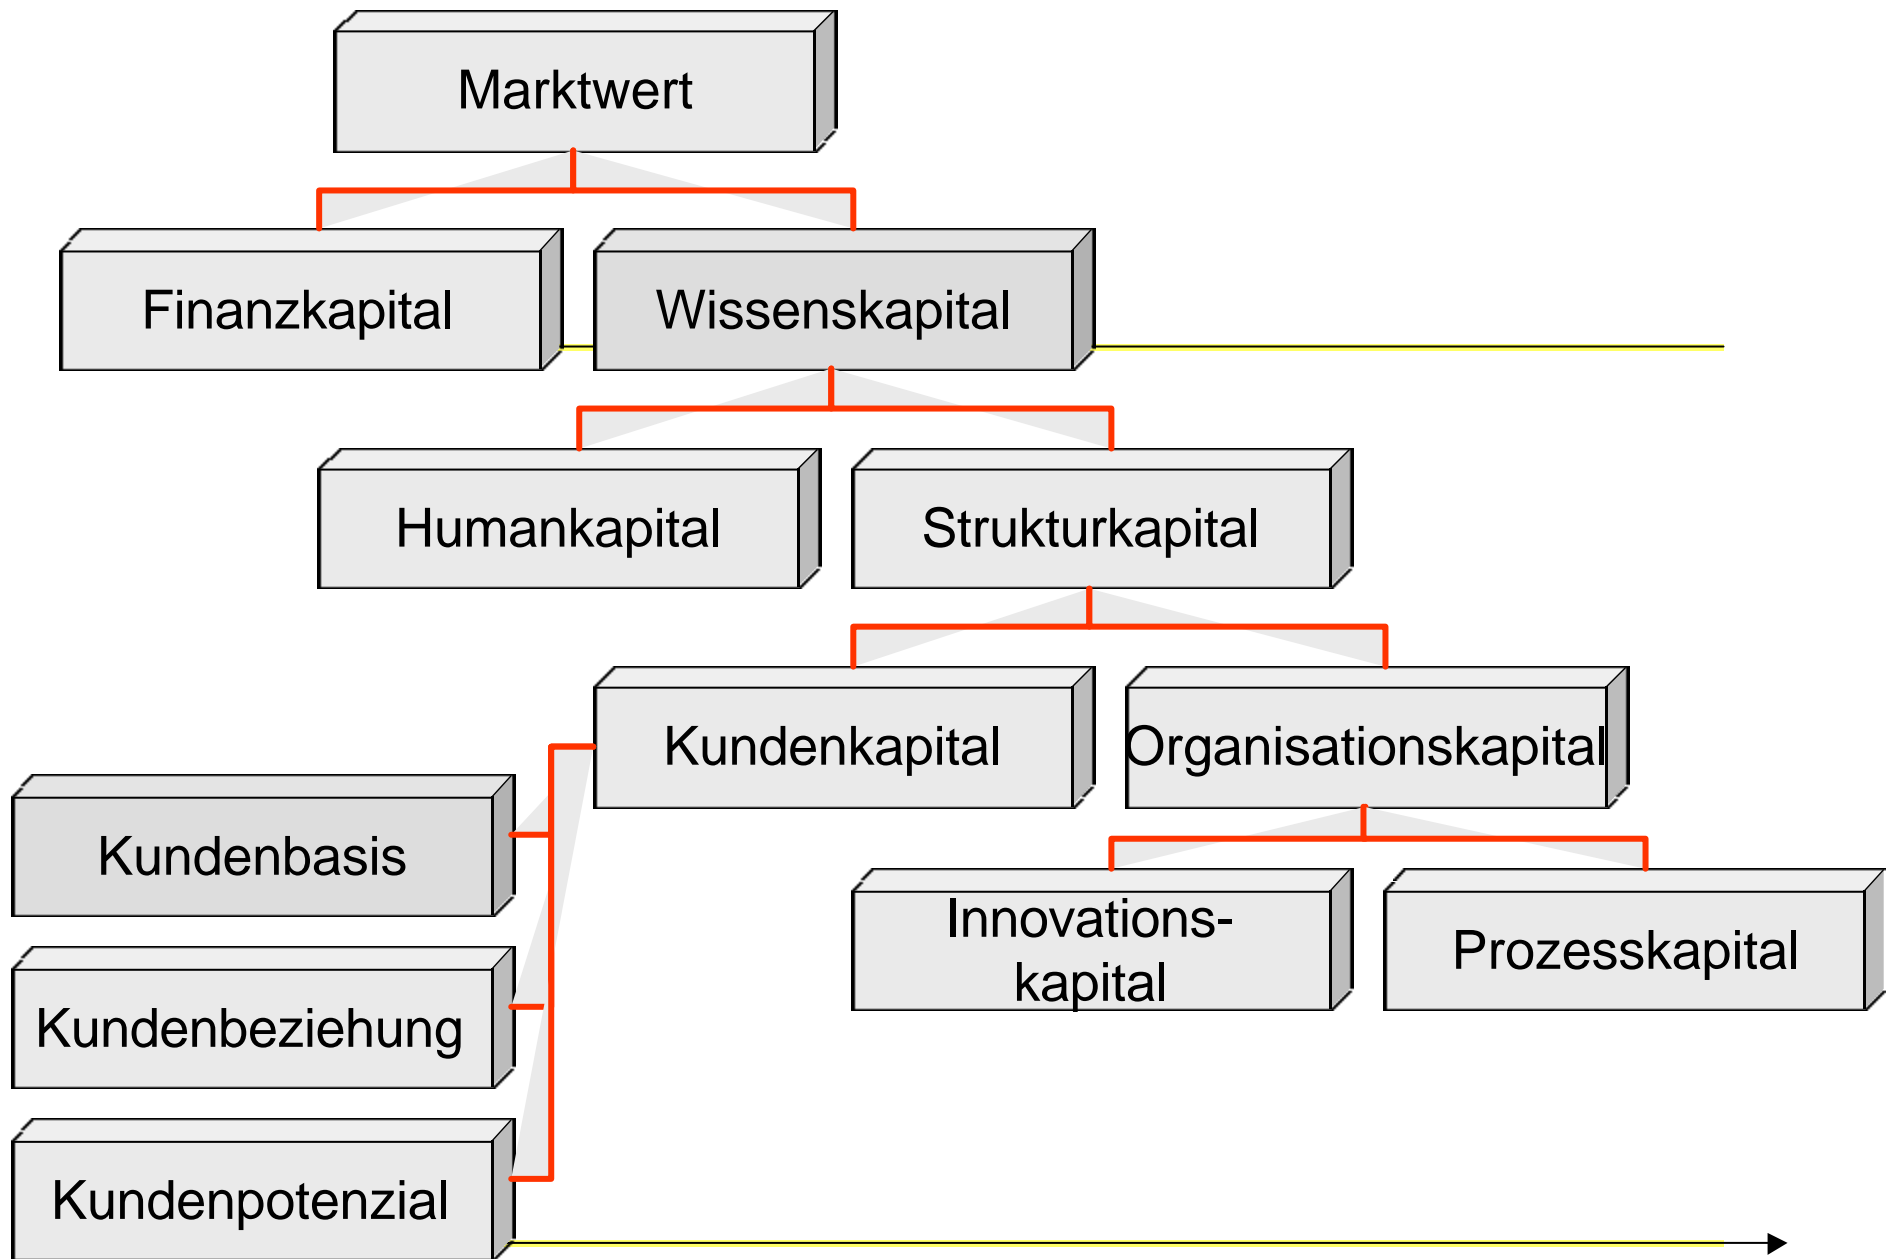 Marktwert
Finanzkapital
Wissenskapital
Humankapital
Strukturkapital
Kundenkapital
Organisationskapital
Kundenbasis
Innovations-
kapital
Prozesskapital
Kundenbeziehung
Kundenpotenzial